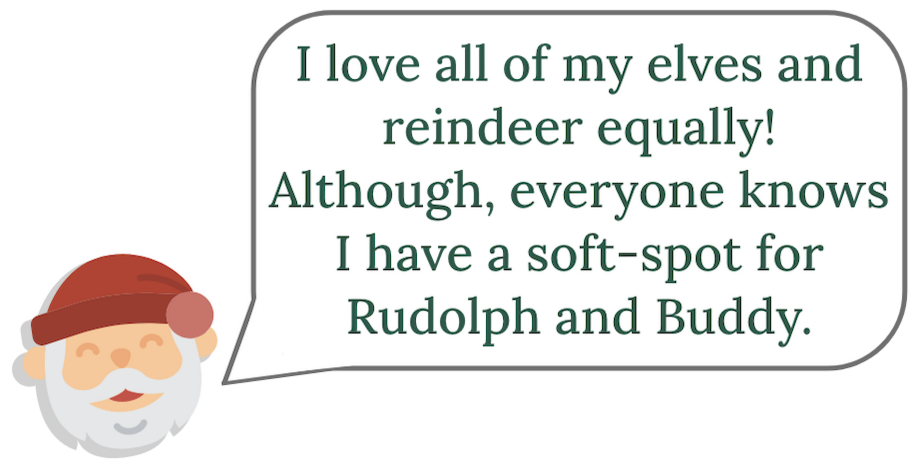 I love all of my elves and
reindeer equally!
Although, everyone knows
I have a soft-spot for
Rudolph and Buddy.